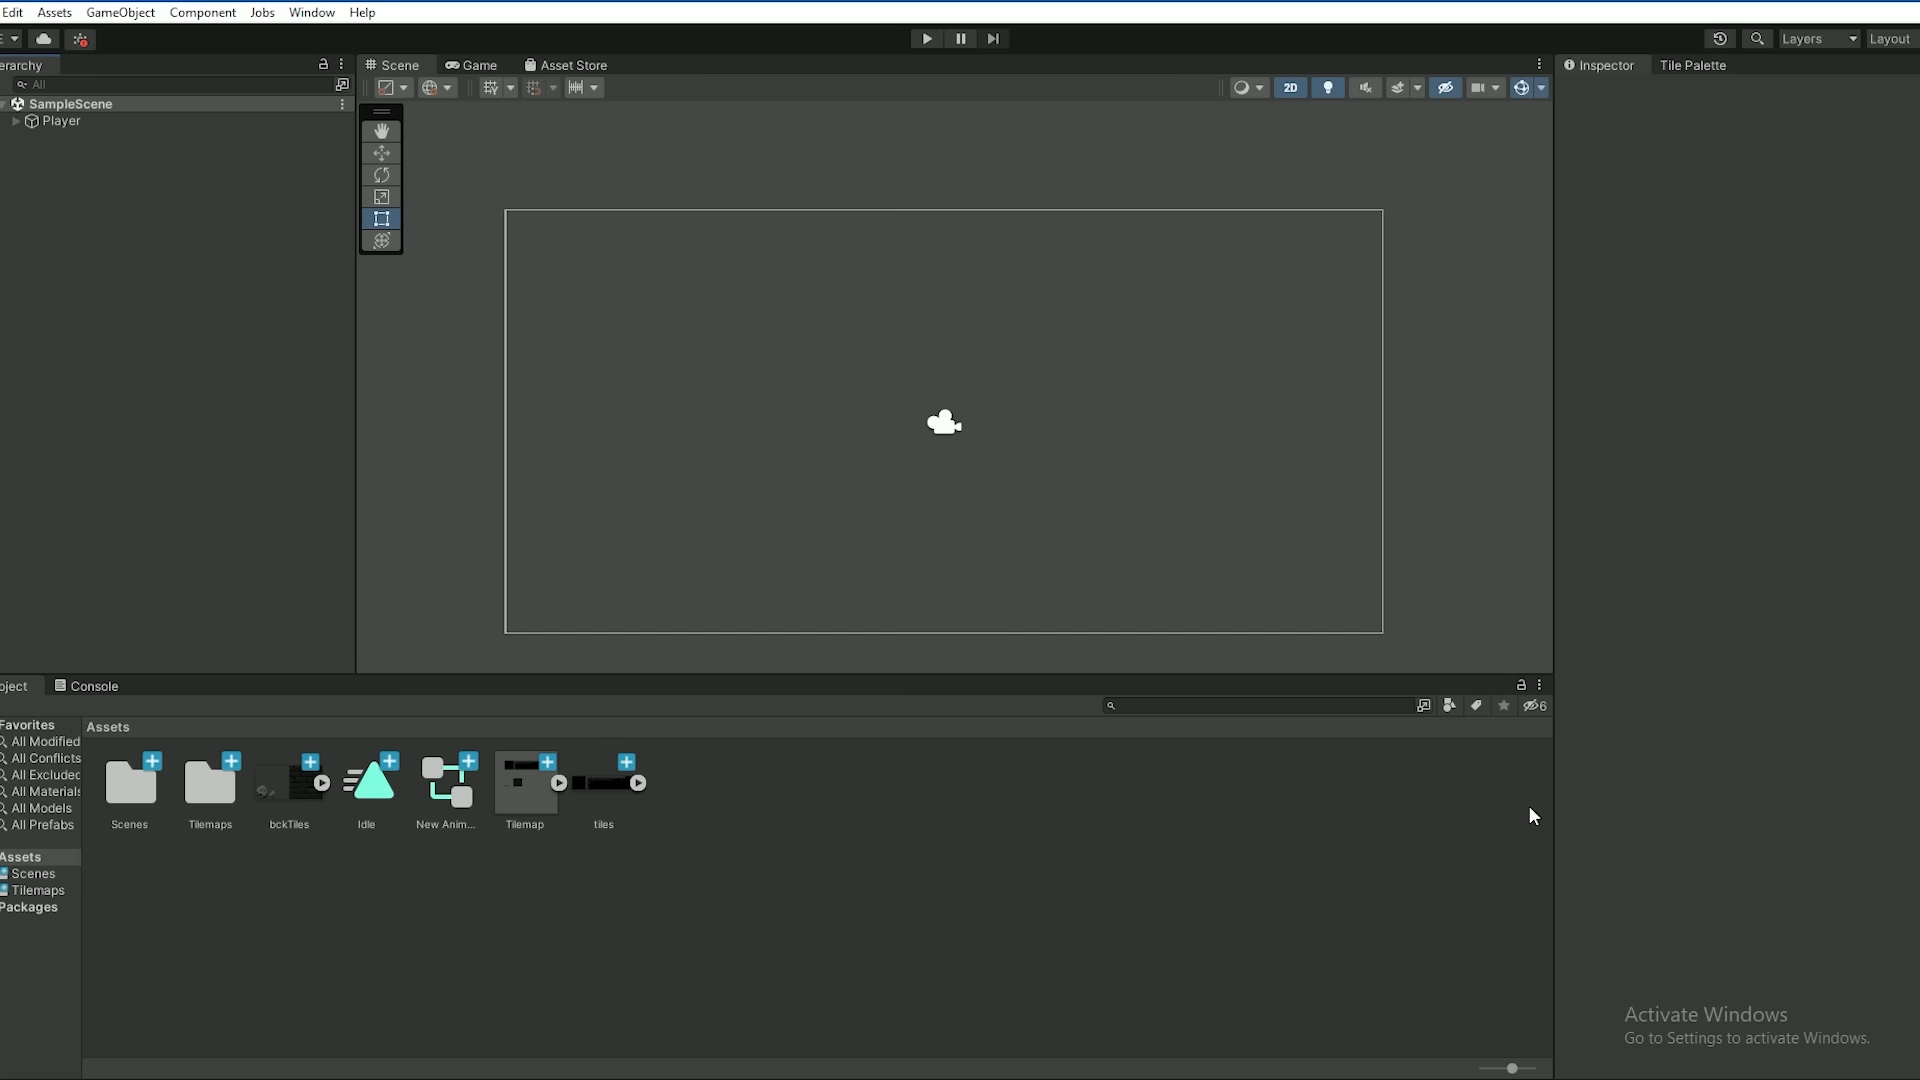 Edit Assets GameObject Component Jobs Window Help
Layers Layout
erarchy
Scene Game Asset Store
Inspector Tile Palette
All
2D
SampleScene
Player
oject Console
6
Favorites
Assets
All Modified
All Conflicts
All Excluded
All Materials
All Models
All Prefabs
Scenes Tilemaps bckTiles Idle New Anim... Tilemap tiles
Assets
Scenes
Tilemaps
Packages
Activate Windows
Go to Settings to activate Windows.